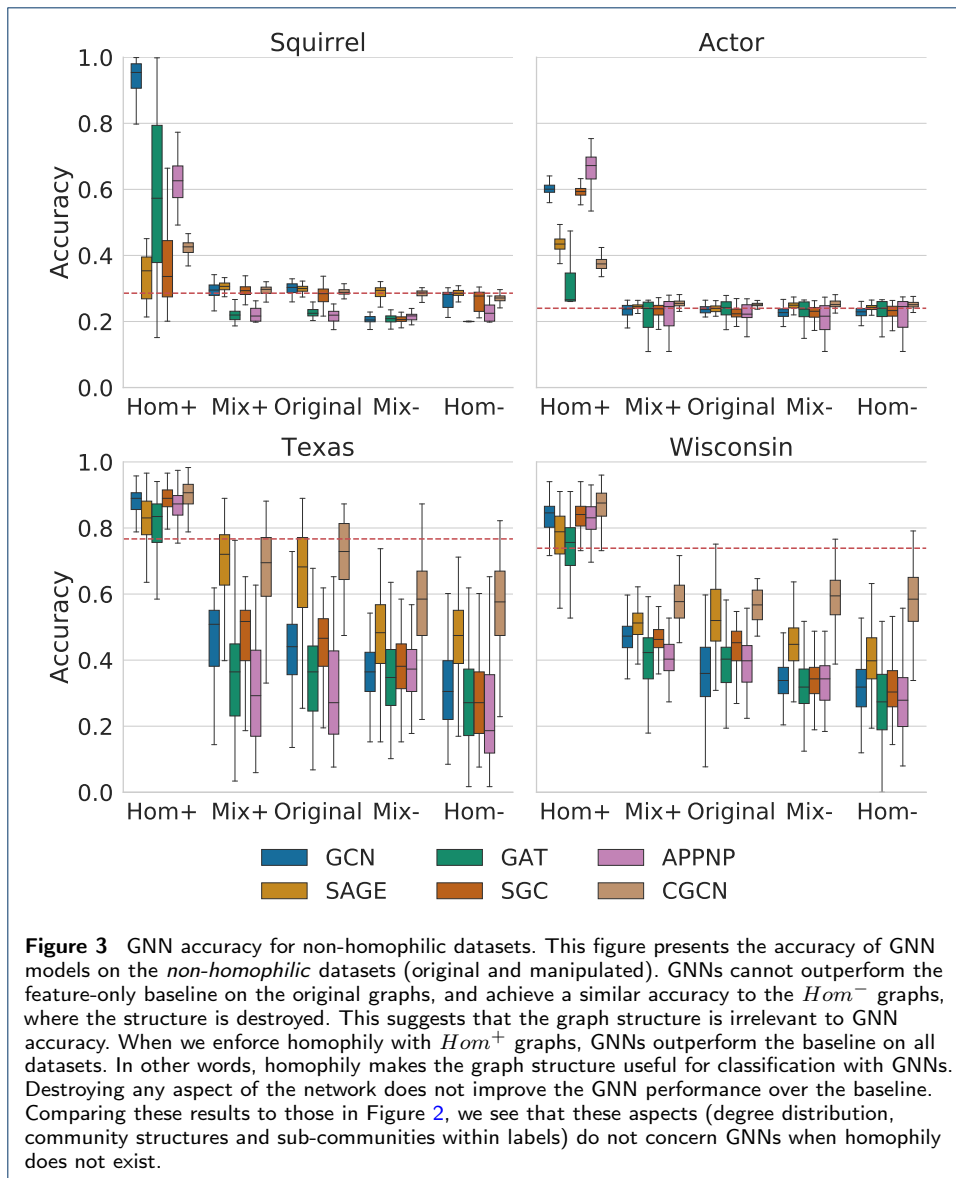 Squirrel
Actor
1.0
0.8
0.6
0.4
0.2
0.0
Accuracy
Hom+ Mix+ Original Mix- Hom-
Hom+ Mix+ Original Mix- Hom-
Texas
Wisconsin
1.0
0.8
0.6
0.4
0.2
0.0
Accuracy
Hom+ Mix+ Original Mix- Hom-
Hom+ Mix+ Original Mix- Hom-
GCN GAT APPNP
SAGE SGC CGCN
Figure 3 GNN accuracy for non-homophilic datasets. This figure presents the accuracy of GNN
models on the non-homophilic datasets (original and manipulated). GNNs cannot outperform the
feature-only baseline on the original graphs, and achieve a similar accuracy to the Hom⁻ graphs,
where the structure is destroyed. This suggests that the graph structure is irrelevant to GNN
accuracy. When we enforce homophily with Hom⁺ graphs, GNNs outperform the baseline on all
datasets. In other words, homophily makes the graph structure useful for classification with GNNs.
Destroying any aspect of the network does not improve the GNN performance over the baseline.
Comparing these results to those in Figure 2, we see that these aspects (degree distribution,
community structures and sub-communities within labels) do not concern GNNs when homophily
does not exist.